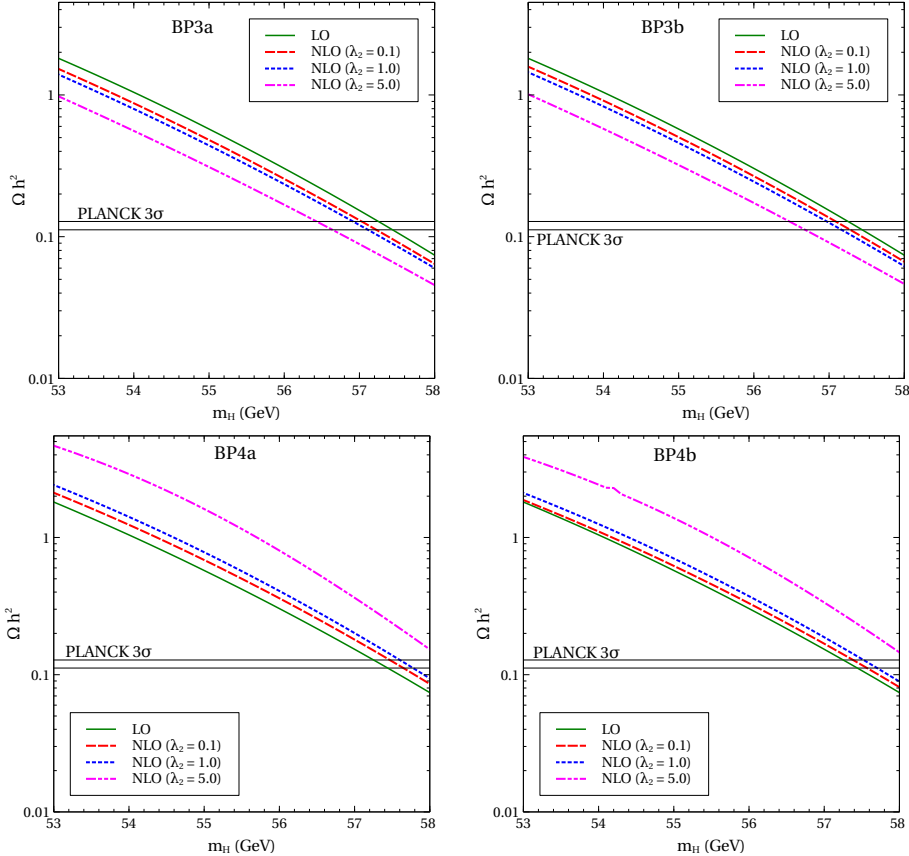 BP3a
LO
NLO (λ₂ = 0.1)
NLO (λ₂ = 1.0)
NLO (λ₂ = 5.0)
1
0.1
0.01
Ω h²
PLANCK 3σ
53 54 55 56 57 58
m_H (GeV)
BP3b
LO
NLO (λ₂ = 0.1)
NLO (λ₂ = 1.0)
NLO (λ₂ = 5.0)
1
0.1
0.01
Ω h²
PLANCK 3σ
53 54 55 56 57 58
m_H (GeV)
BP4a
1
0.1
0.01
Ω h²
PLANCK 3σ
LO
NLO (λ₂ = 0.1)
NLO (λ₂ = 1.0)
NLO (λ₂ = 5.0)
53 54 55 56 57 58
m_H (GeV)
BP4b
1
0.1
0.01
Ω h²
PLANCK 3σ
LO
NLO (λ₂ = 0.1)
NLO (λ₂ = 1.0)
NLO (λ₂ = 5.0)
53 54 55 56 57 58
m_H (GeV)